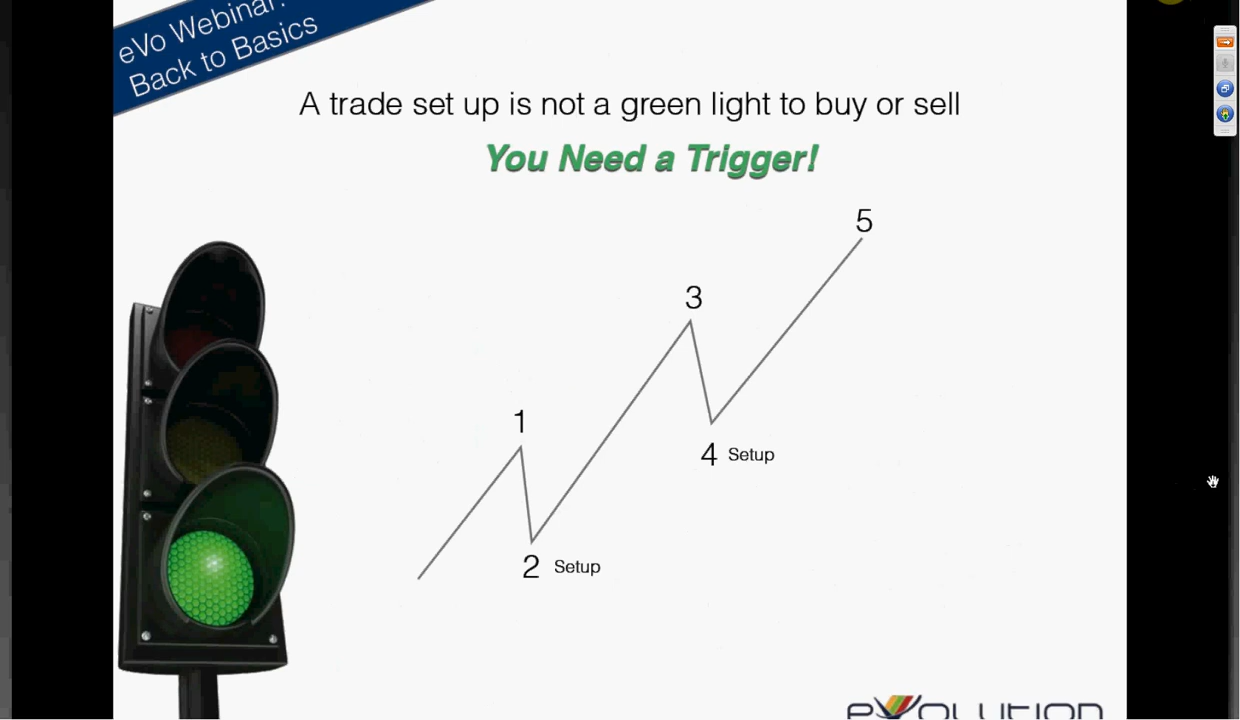 eVo Webinar:
Back to Basics
A trade set up is not a green light to buy or sell
You Need a Trigger!
5
3
1
4 Setup
2 Setup
eVolution